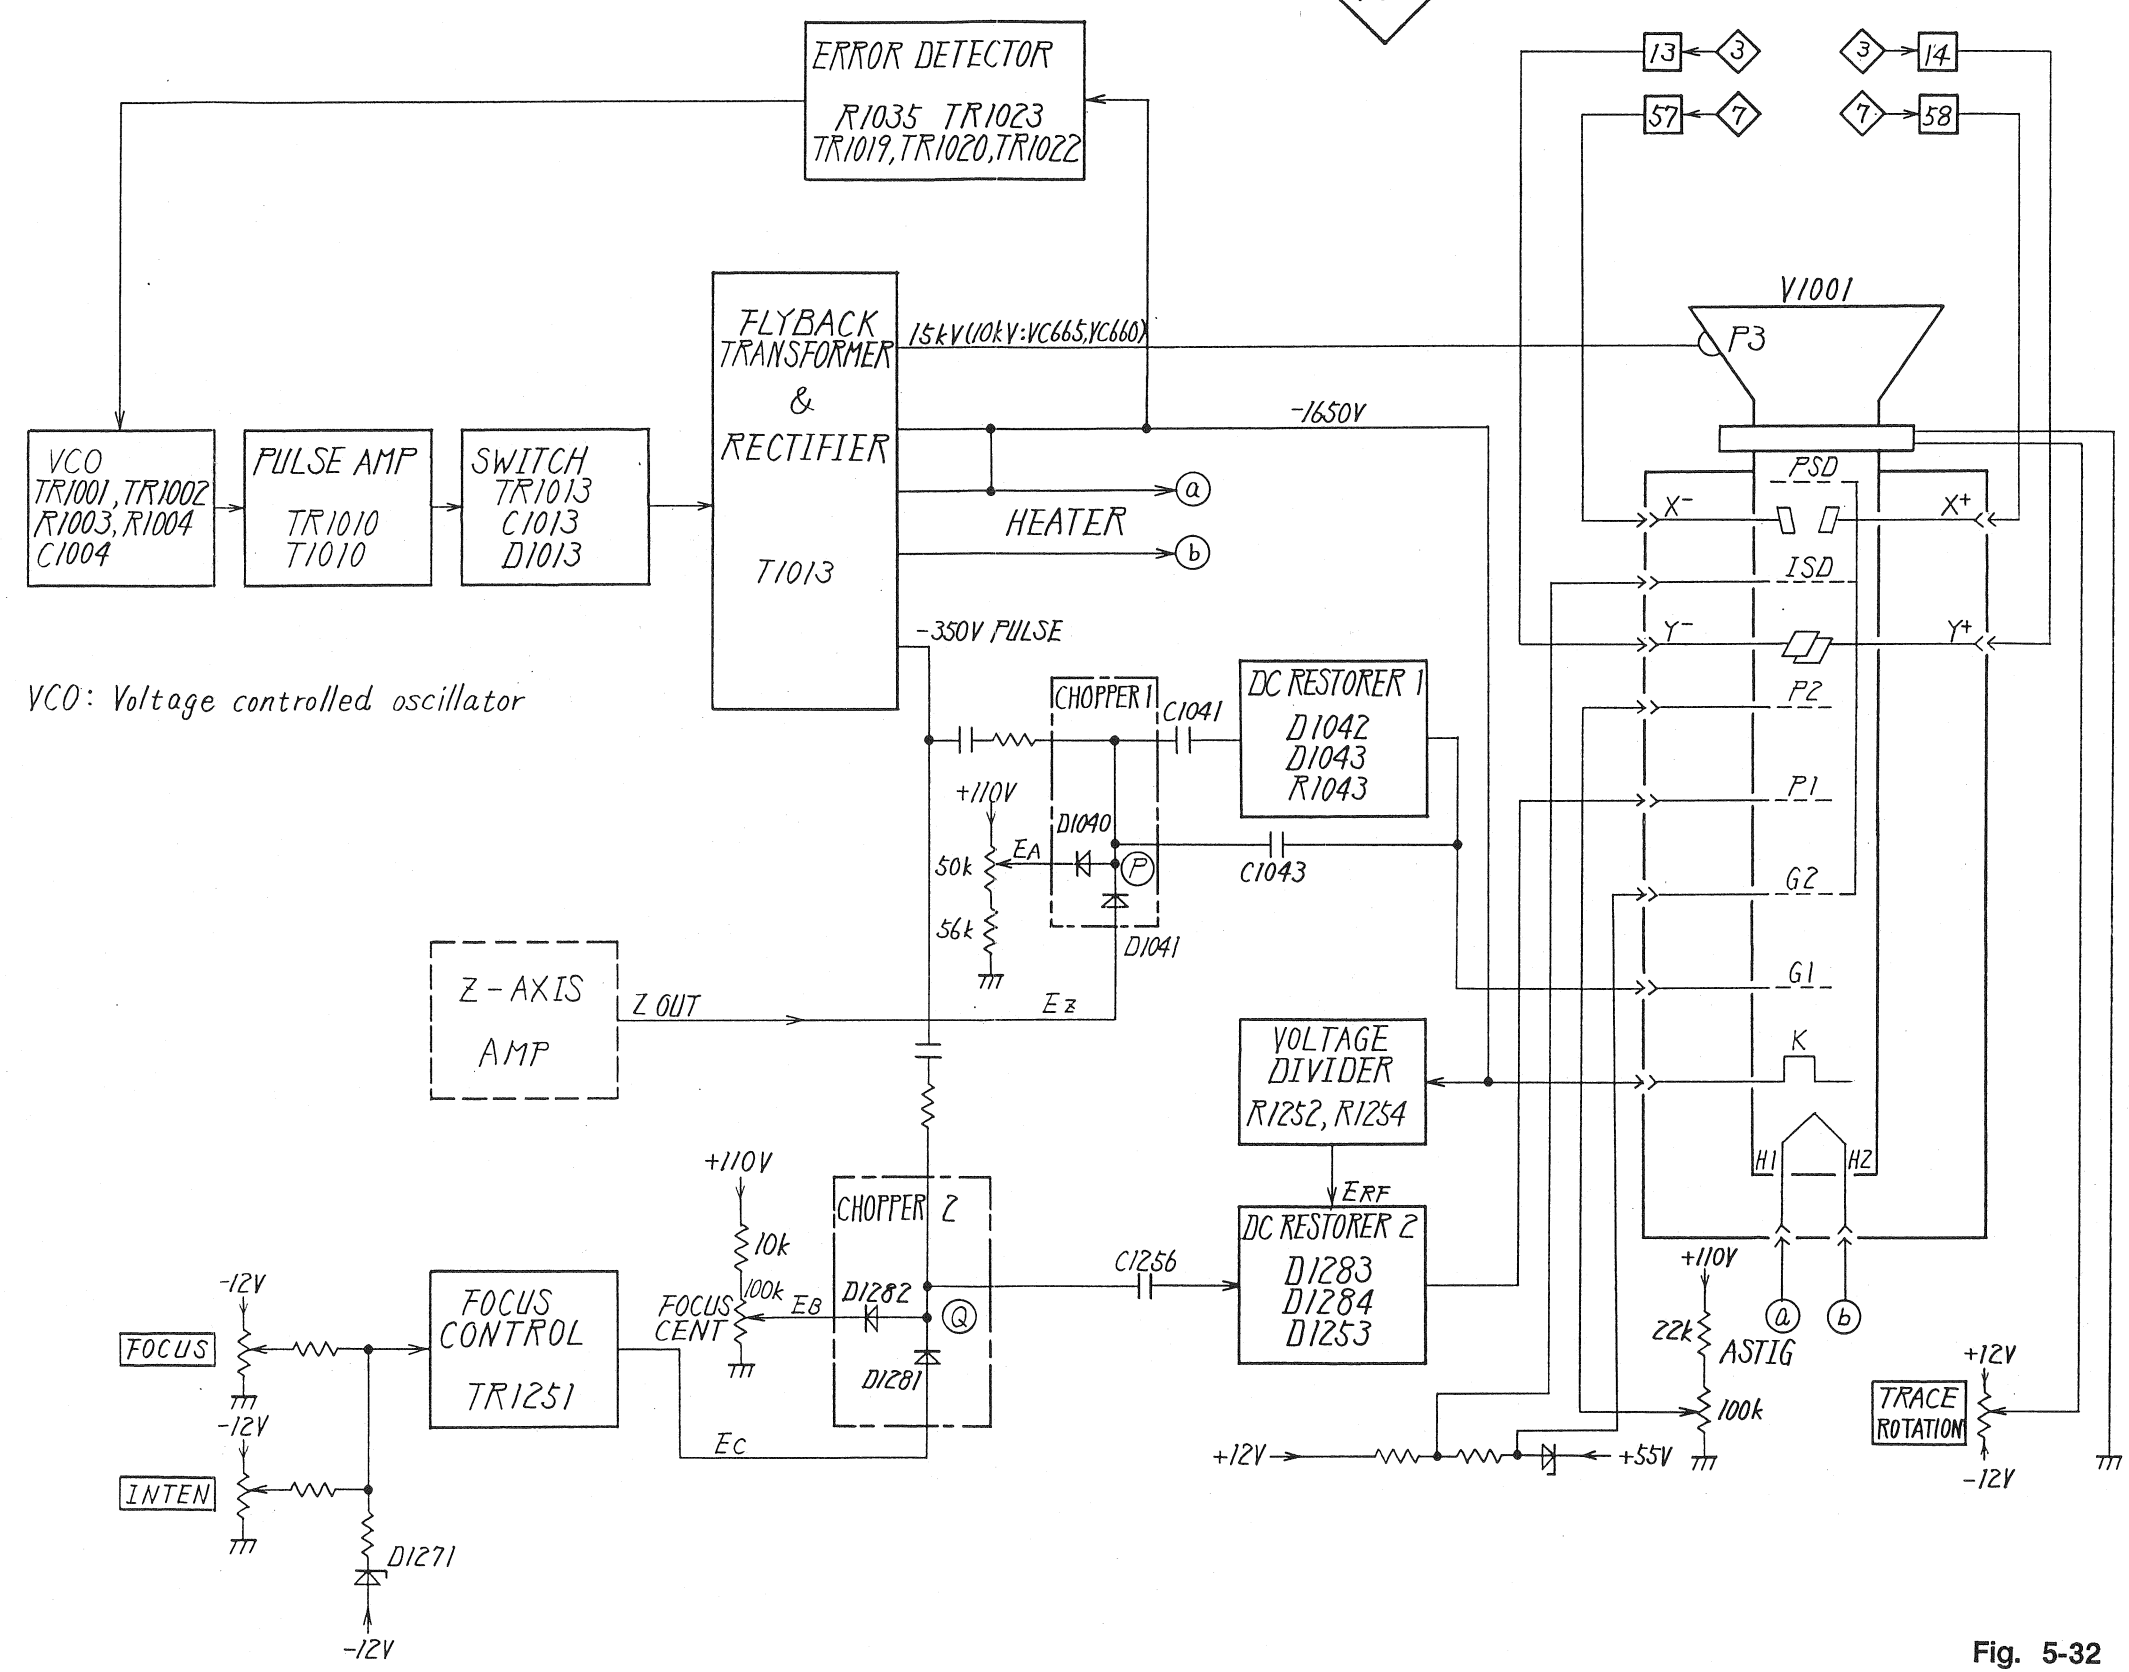 ERROR DETECTOR
R1035 TR1023
TR1019, TR1020, TR1022
13
3
3
14
57
7
7
58
V1001
P3
FLYBACK
TRANSFORMER
&
RECTIFIER
T1013
15kV(10kV:VC665,VC660)
-1650V
a
HEATER
b
-350V PULSE
VCO
TR1001, TR1002
R1003, R1004
C1004
PULSE AMP
TR1010
T1010
SWITCH
TR1013
C1013
D1013
VCO: Voltage controlled oscillator
PSD
X-
X+
ISD
Y-
Y+
P2
P1
G2
G1
K
H1
H2
CHOPPER 1
C1041
DC RESTORER 1
D1042
D1043
R1043
+110V
D1040
50k
EA
P
C1043
56k
D1041
Z-AXIS
AMP
Z OUT
EZ
VOLTAGE
DIVIDER
R1252, R1254
ERF
+110V
10k
100k
FOCUS
CENT
EB
CHOPPER 2
D1282
Q
D1281
C1256
DC RESTORER 2
D1283
D1284
D1253
-12V
FOCUS
-12V
INTEN
FOCUS
CONTROL
TR1251
EC
D1271
-12V
+12V
+55V
+110V
22k
ASTIG
100k
a
b
TRACE
ROTATION
+12V
-12V
Fig. 5-32